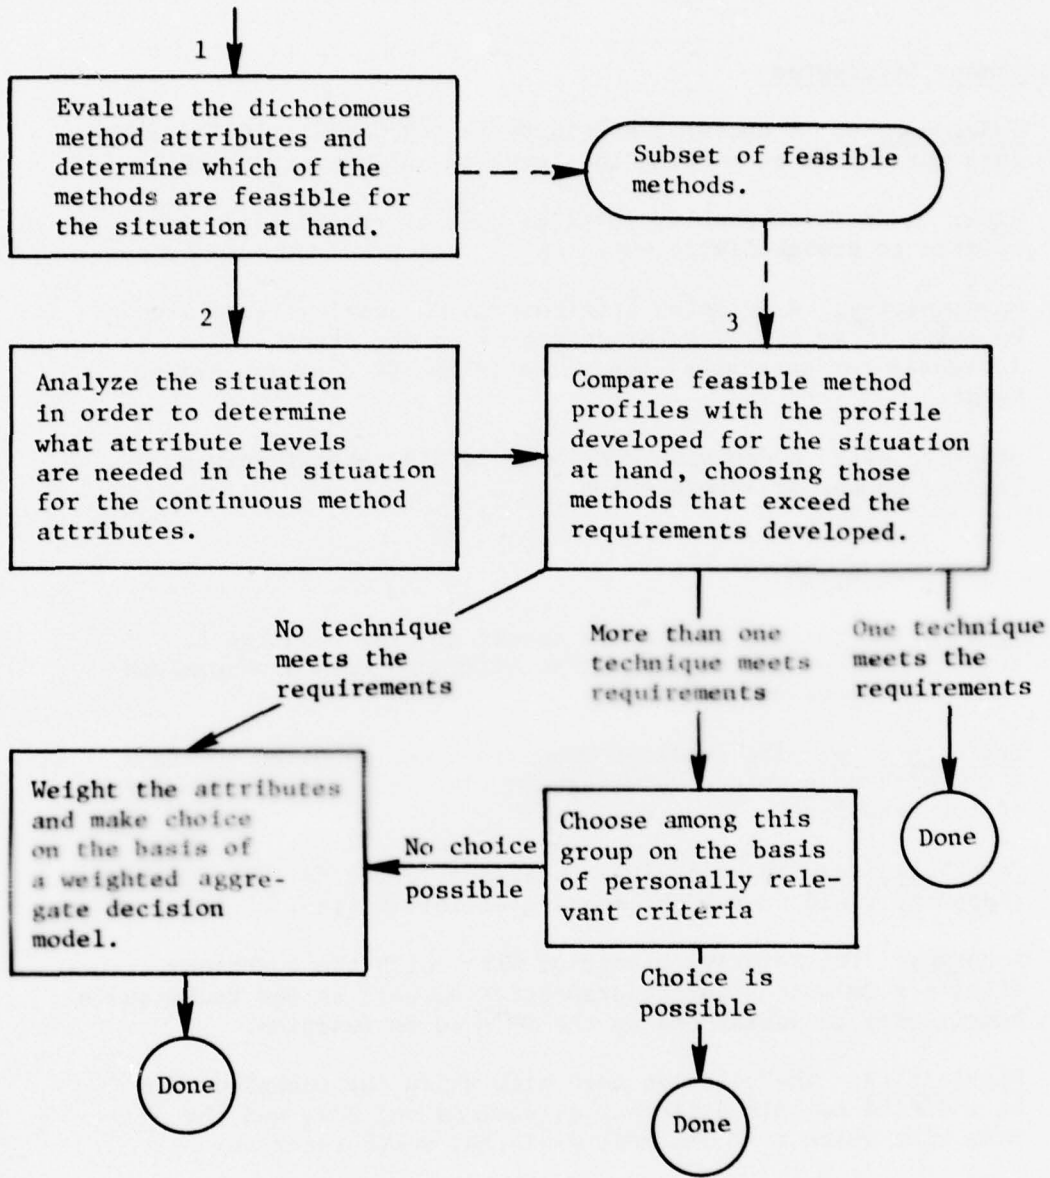 1
Evaluate the dichotomous
method attributes and
determine which of the
methods are feasible for
the situation at hand.
Subset of feasible
methods.
2
Analyze the situation
in order to determine
what attribute levels
are needed in the situation
for the continuous method
attributes.
3
Compare feasible method
profiles with the profile
developed for the situation
at hand, choosing those
methods that exceed the
requirements developed.
No technique
meets the
requirements
More than one
technique meets
requirements
One technique
meets the
requirements
Weight the attributes
and make choice
on the basis of
a weighted aggre-
gate decision
model.
No choice
possible
Choose among this
group on the basis
of personally rele-
vant criteria
Done
Choice is
possible
Done
Done